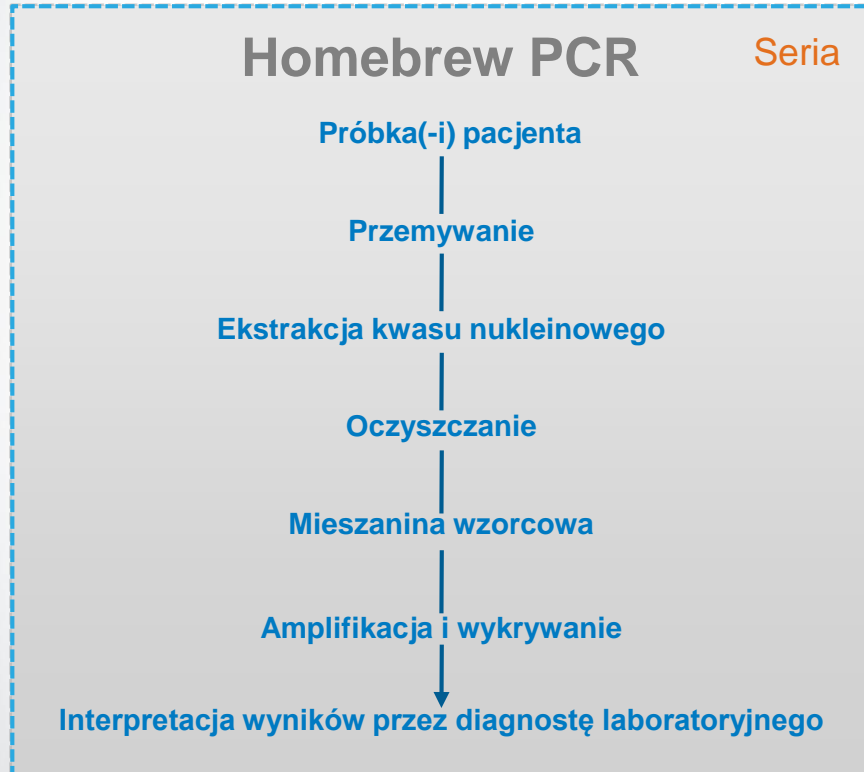 Homebrew PCR
Seria
Próbka(-i) pacjenta
Przemywanie
Ekstrakcja kwasu nukleinowego
Oczyszczanie
Mieszanina wzorcowa
Amplifikacja i wykrywanie
Interpretacja wyników przez diagnostę laboratoryjnego